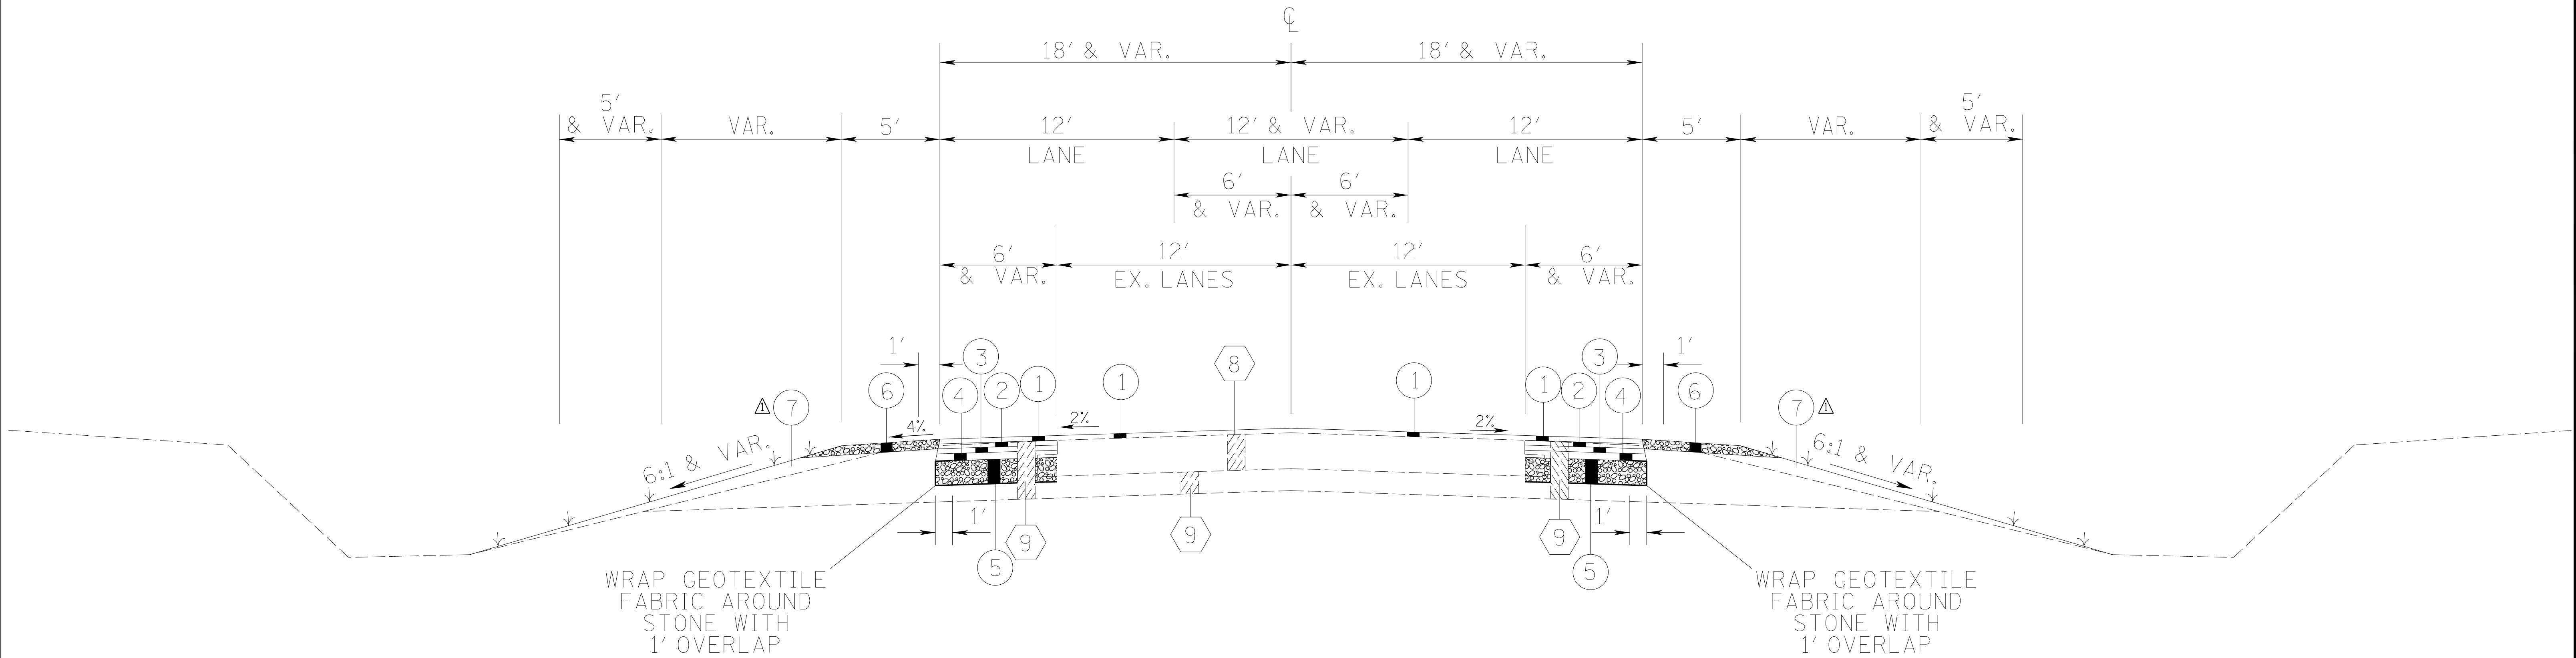 ℄
18' & VAR. 18' & VAR.
5' 5'
& VAR. VAR. 5' 12' 12' & VAR. 12' 5' VAR. & VAR.
LANE LANE LANE
6' 6'
& VAR. & VAR.
6' 12' 12' 6'
& VAR. EX. LANES EX. LANES & VAR.
1' 3 8 3 1'
7 6 4 2 1 1 1 1 2 4 6 7
1 1
4% 2% 2%
6:1 & VAR. 6:1 & VAR.
1' 1'
9 9 9
5 5
WRAP GEOTEXTILE
FABRIC AROUND
STONE WITH
1' OVERLAP
WRAP GEOTEXTILE
FABRIC AROUND
STONE WITH
1' OVERLAP